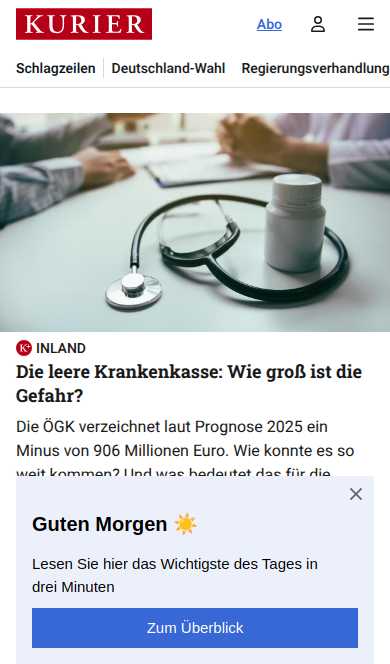 KURIER
Abo
Schlagzeilen
Deutschland-Wahl
Regierungsverhandlung
K+ INLAND
Die leere Krankenkasse: Wie groß ist die
Gefahr?
Die ÖGK verzeichnet laut Prognose 2025 ein
Minus von 906 Millionen Euro. Wie konnte es so
weit kommen? Und was bedeutet das für die
Guten Morgen ☀️
Lesen Sie hier das Wichtigste des Tages in
drei Minuten
Zum Überblick